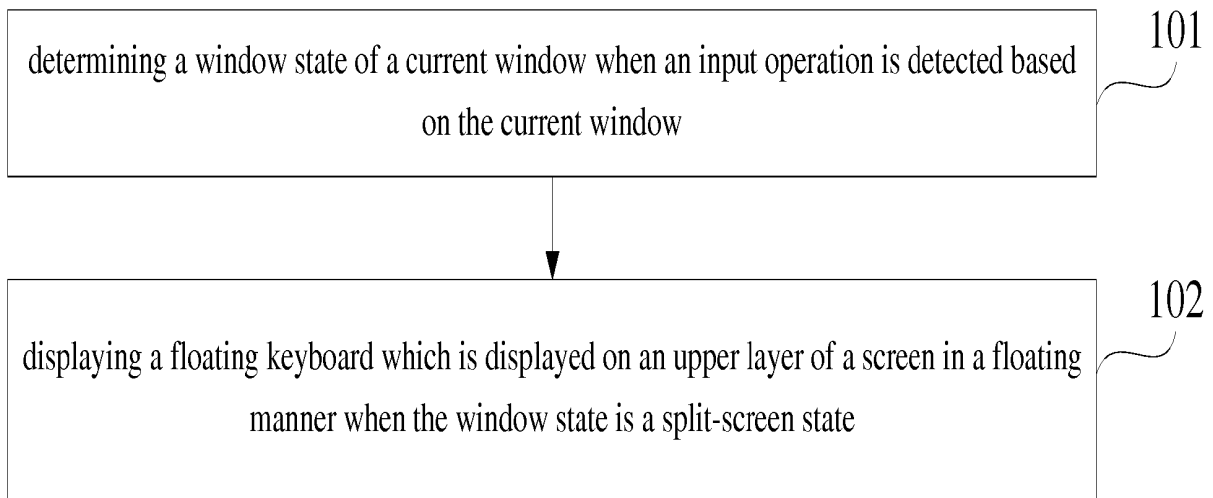 101
determining a window state of a current window when an input operation is detected based
on the current window
102
displaying a floating keyboard which is displayed on an upper layer of a screen in a floating
manner when the window state is a split-screen state